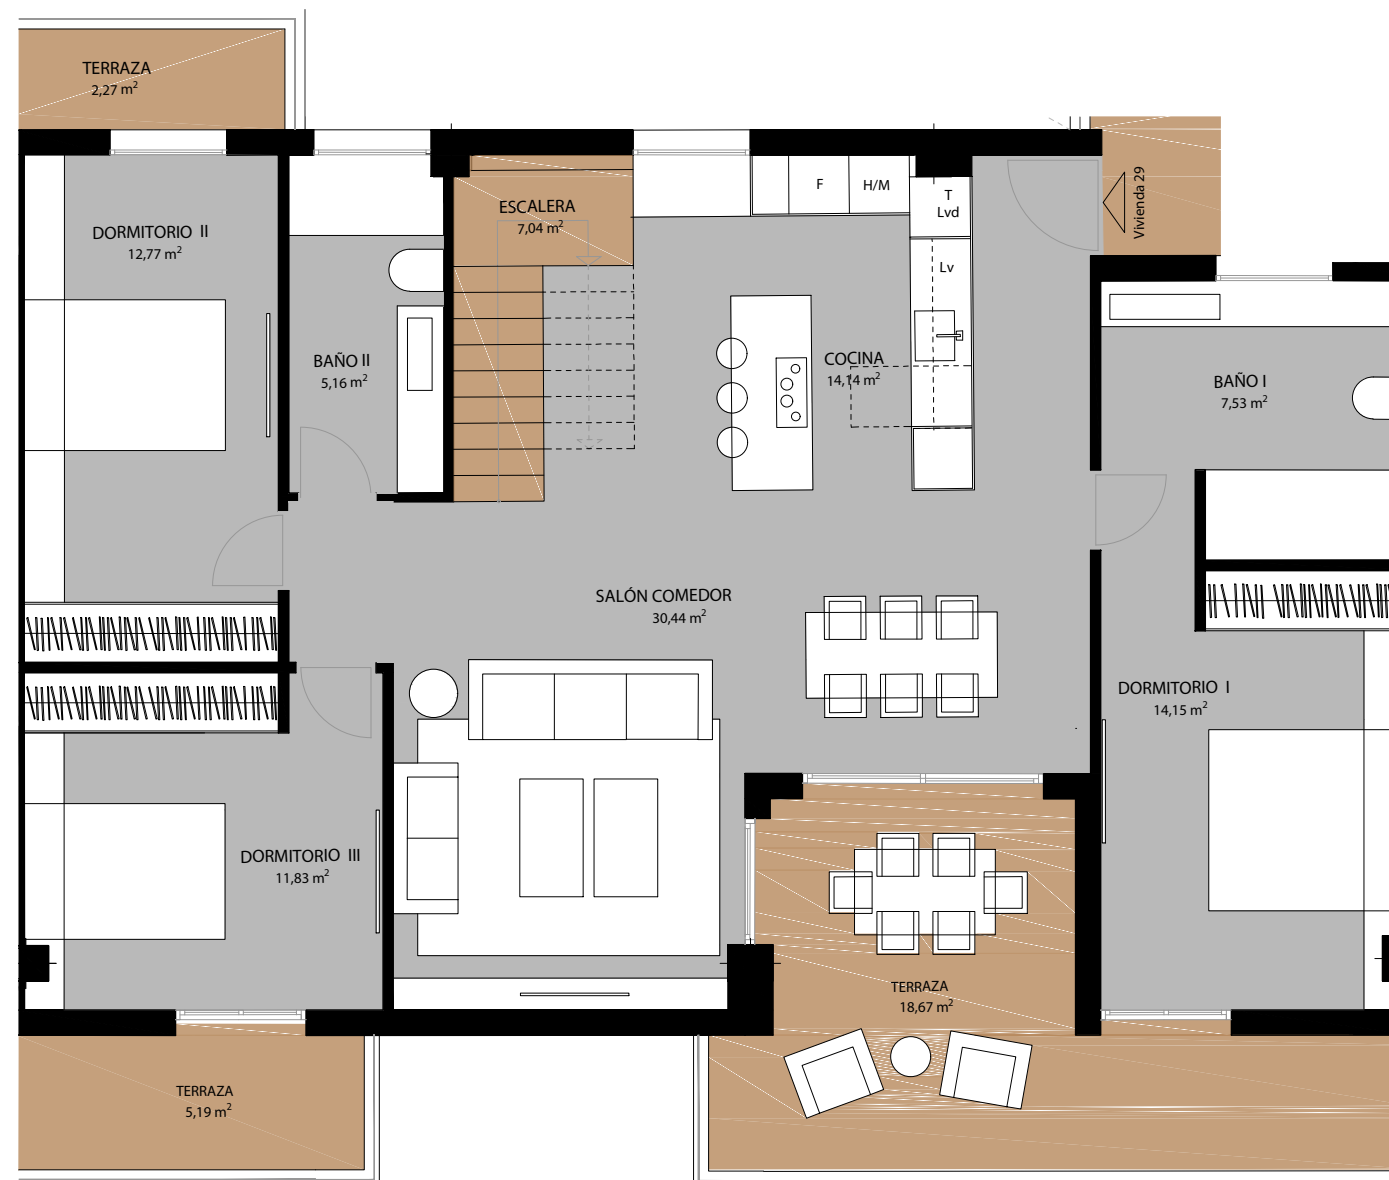 TERRAZA
2,27 m²
DORMITORIO II
12,77 m²
ESCALERA
7,04 m²
F
H/M
T
Lvd
Lv
Vivienda 29
BAÑO II
5,16 m²
COCINA
14,14 m²
BAÑO I
7,53 m²
SALÓN COMEDOR
30,44 m²
DORMITORIO I
14,15 m²
DORMITORIO III
11,83 m²
TERRAZA
18,67 m²
TERRAZA
5,19 m²